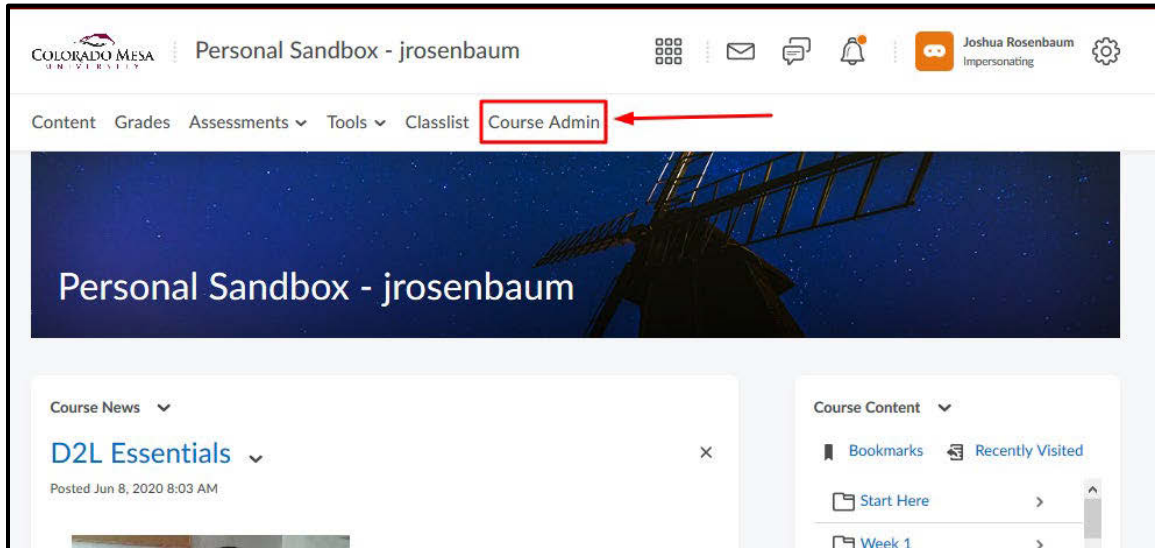 COLORADO MESA
UNIVERSITY
Personal Sandbox - jrosenbaum
Joshua Rosenbaum
Impersonating
Content Grades Assessments Tools Classlist Course Admin
Personal Sandbox - jrosenbaum
Course News
D2L Essentials
Posted Jun 8, 2020 8:03 AM
Course Content
Bookmarks Recently Visited
Start Here
Week 1